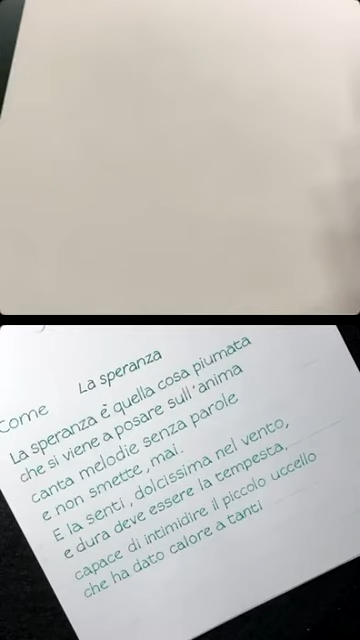 La speranza
Come
La speranza è quella cosa piumata
che si viene a posare sull'anima
canta melodie senza parole
e non smette, mai.
E la senti, dolcissima nel vento,
e dura deve essere la tempesta,
capace di intimidire il piccolo uccello
che ha dato calore a tanti